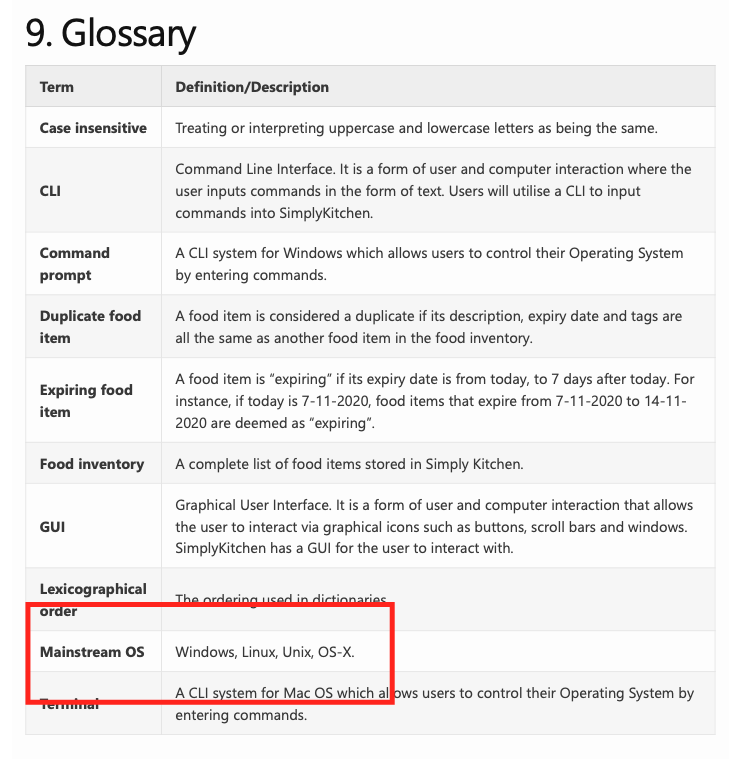 9. Glossary
Term Definition/Description
Case insensitive Treating or interpreting uppercase and lowercase letters as being the same.
CLI Command Line Interface. It is a form of user and computer interaction where the
user inputs commands in the form of text. Users will utilise a CLI to input
commands into SimplyKitchen.
Command
prompt
A CLI system for Windows which allows users to control their Operating System
by entering commands.
Duplicate food
item
A food item is considered a duplicate if its description, expiry date and tags are
all the same as another food item in the food inventory.
Expiring food
item
A food item is “expiring” if its expiry date is from today, to 7 days after today. For
instance, if today is 7-11-2020, food items that expire from 7-11-2020 to 14-11-
2020 are deemed as “expiring”.
Food inventory A complete list of food items stored in Simply Kitchen.
GUI Graphical User Interface. It is a form of user and computer interaction that allows
the user to interact via graphical icons such as buttons, scroll bars and windows.
SimplyKitchen has a GUI for the user to interact with.
Lexicographical
order
The ordering used in dictionaries.
Mainstream OS Windows, Linux, Unix, OS-X.
Terminal A CLI system for Mac OS which allows users to control their Operating System by
entering commands.